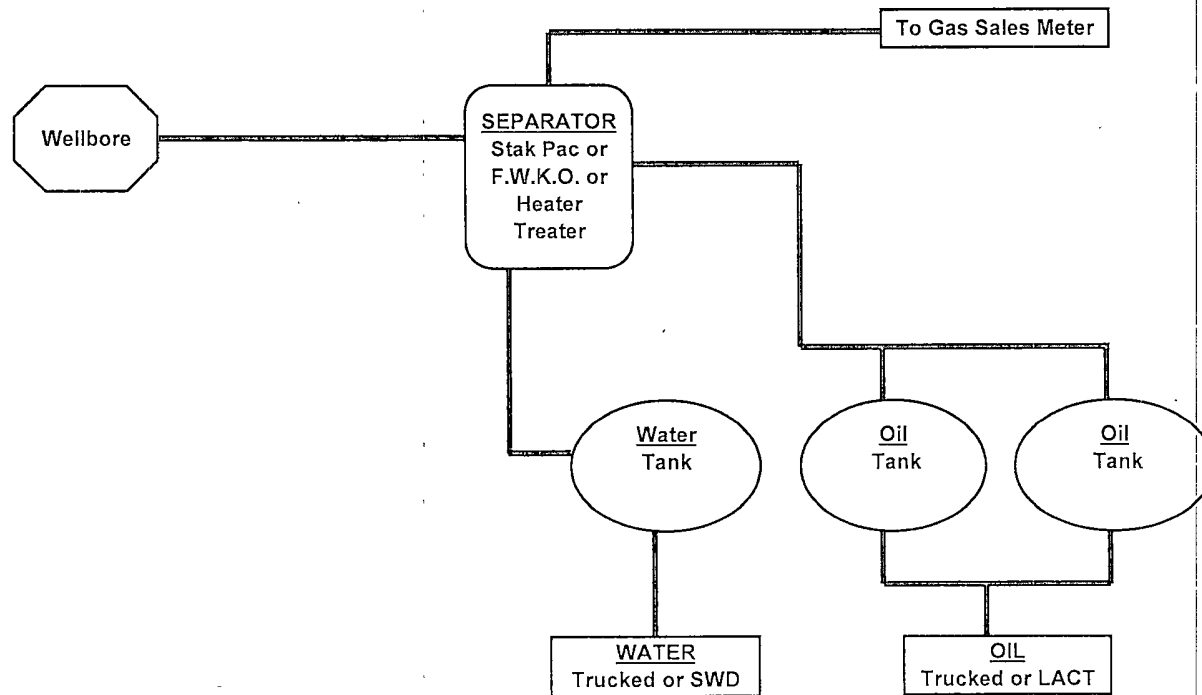 To Gas Sales Meter
Wellbore
SEPARATOR
Stak Pac or
F.W.K.O. or
Heater
Treater
Water
Tank
Oil
Tank
Oil
Tank
WATER
Trucked or SWD
OIL
Trucked or LACT